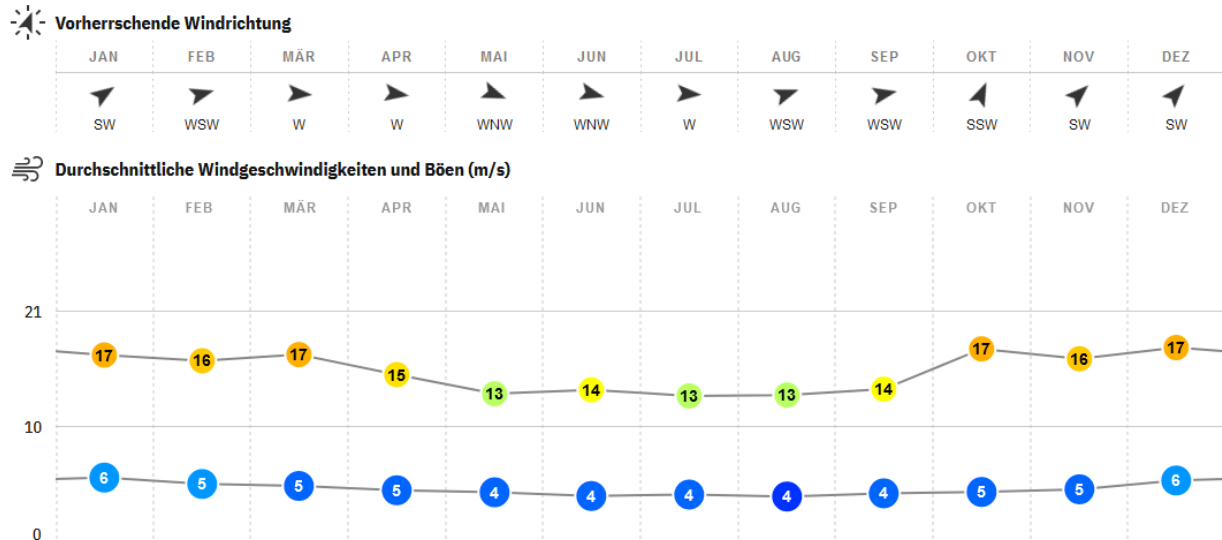 Vorherrschende Windrichtung
JAN FEB MÄR APR MAI JUN JUL AUG SEP OKT NOV DEZ
SW WSW W W WNW WNW W WSW WSW SSW SW SW
Durchschnittliche Windgeschwindigkeiten und Böen (m/s)
JAN FEB MÄR APR MAI JUN JUL AUG SEP OKT NOV DEZ
21
17 16 17 15 13 14 13 13 14 17 16 17
10
6 5 5 5 4 4 4 4 4 5 5 6
0